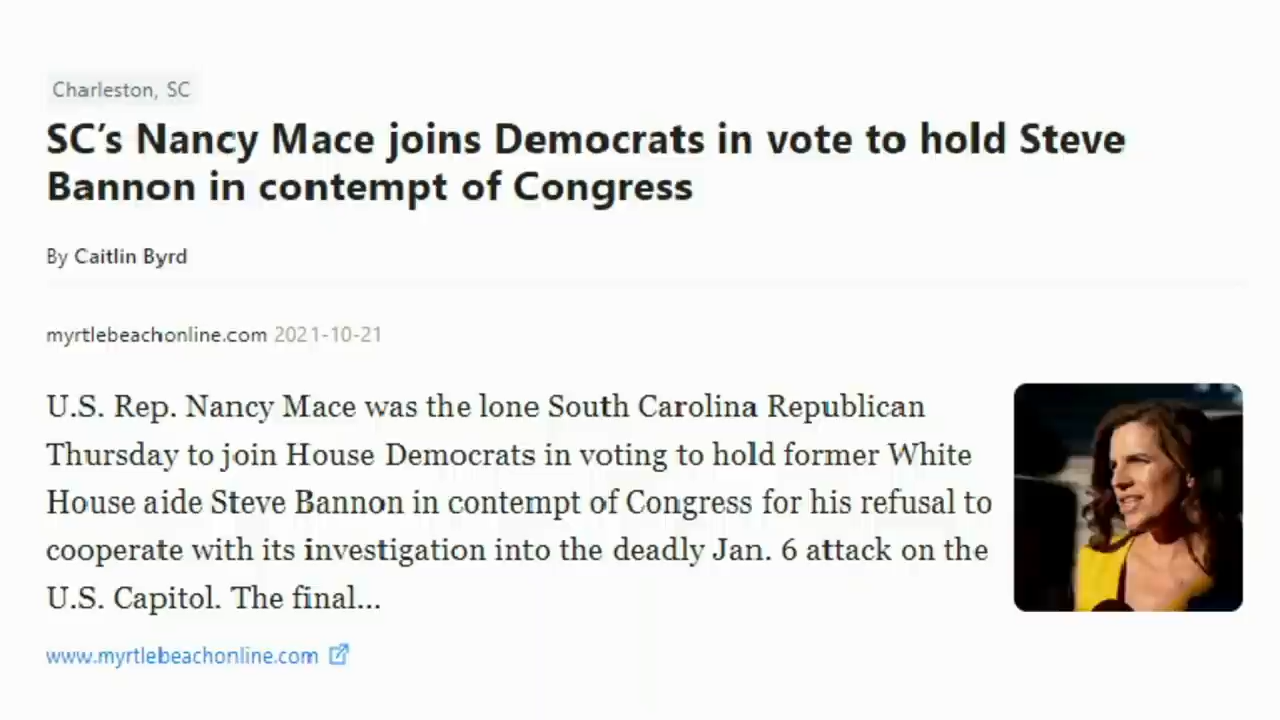 Charleston, SC
SC’s Nancy Mace joins Democrats in vote to hold Steve
Bannon in contempt of Congress
By Caitlin Byrd
myrtlebeachonline.com 2021-10-21
U.S. Rep. Nancy Mace was the lone South Carolina Republican
Thursday to join House Democrats in voting to hold former White
House aide Steve Bannon in contempt of Congress for his refusal to
cooperate with its investigation into the deadly Jan. 6 attack on the
U.S. Capitol. The final...
www.myrtlebeachonline.com